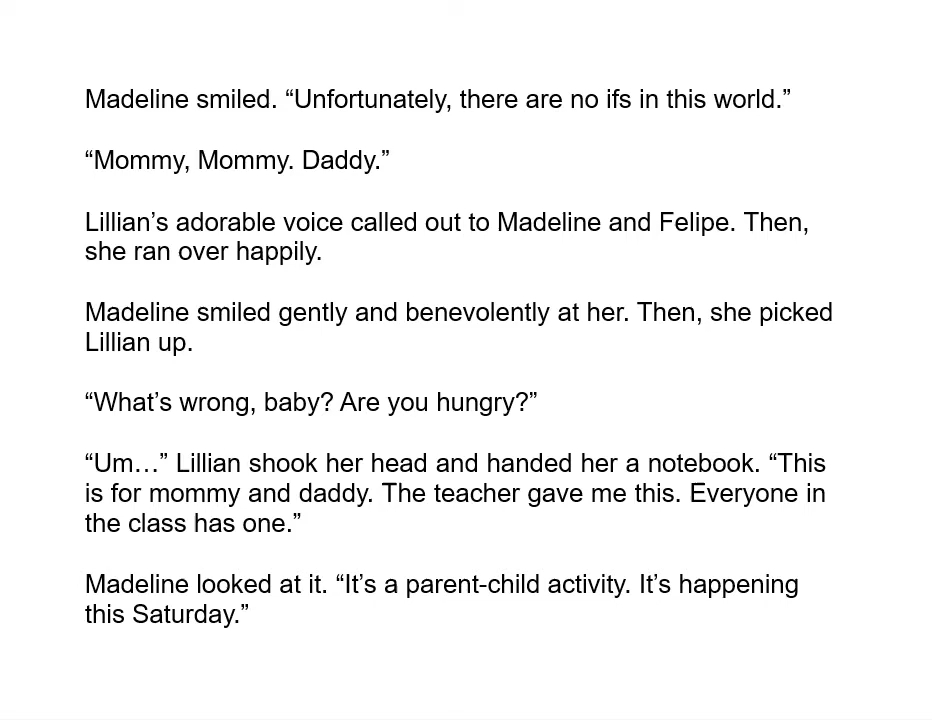 Madeline smiled. “Unfortunately, there are no ifs in this world.”
“Mommy, Mommy. Daddy.”
Lillian’s adorable voice called out to Madeline and Felipe. Then,
she ran over happily.
Madeline smiled gently and benevolently at her. Then, she picked
Lillian up.
“What’s wrong, baby? Are you hungry?”
“Um…” Lillian shook her head and handed her a notebook. “This
is for mommy and daddy. The teacher gave me this. Everyone in
the class has one.”
Madeline looked at it. “It’s a parent-child activity. It’s happening
this Saturday.”